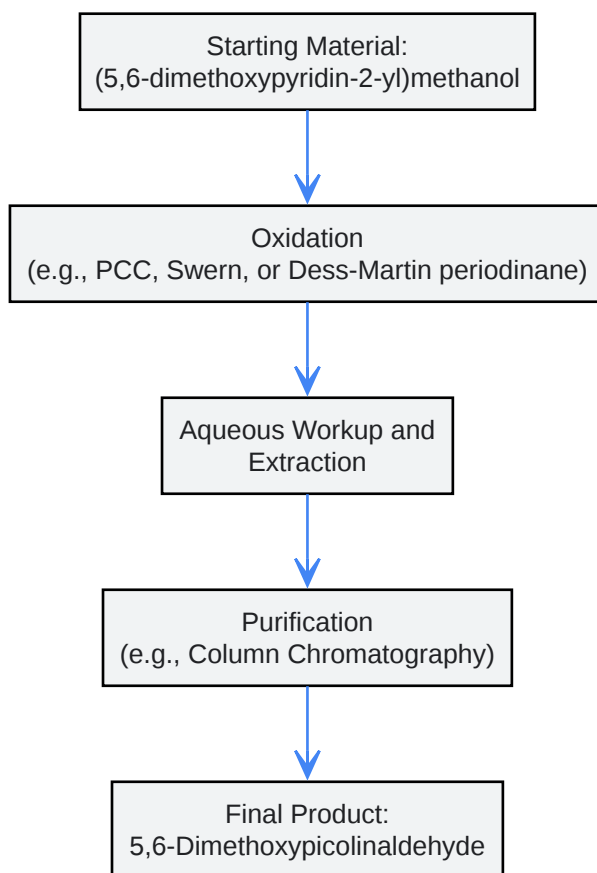 Starting Material:
(5,6-dimethoxypyridin-2-yl)methanol
Oxidation
(e.g., PCC, Swern, or Dess-Martin periodinane)
Aqueous Workup and
Extraction
Purification
(e.g., Column Chromatography)
Final Product:
5,6-Dimethoxypicolinaldehyde